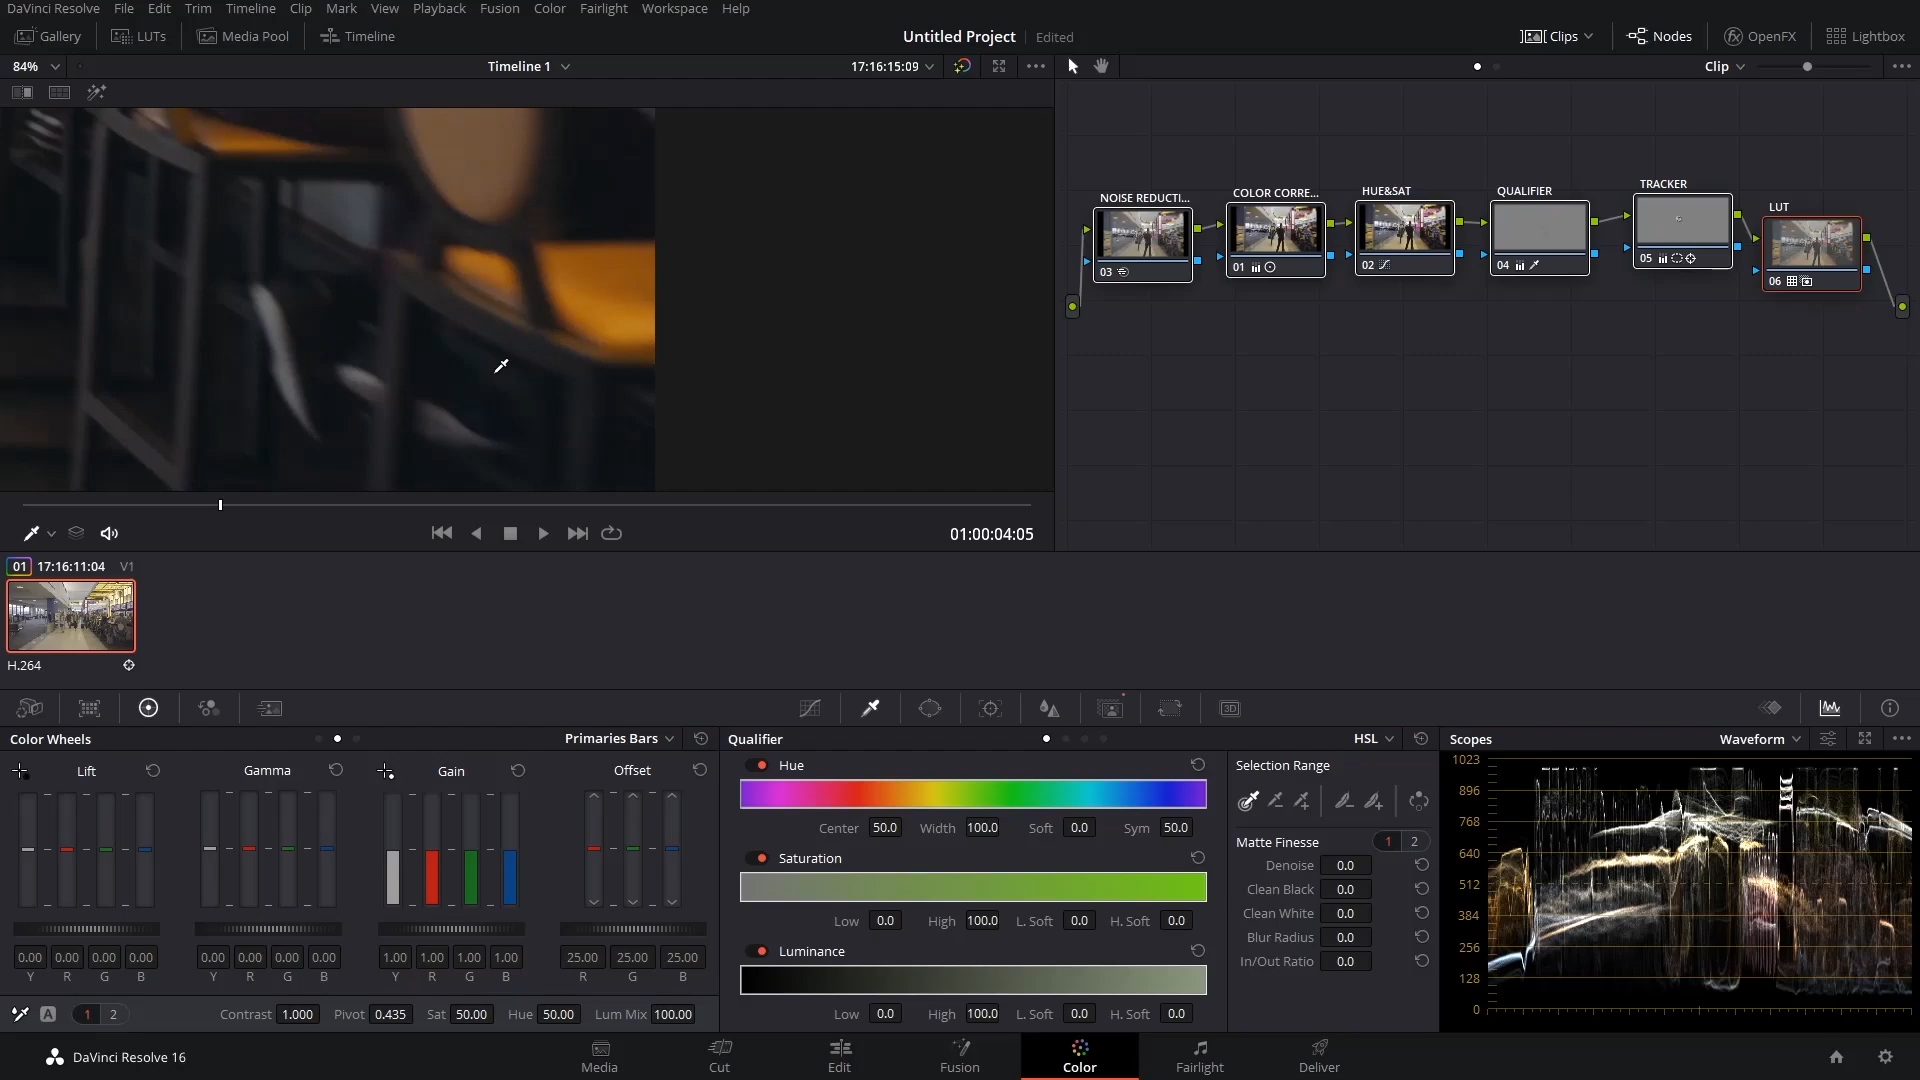 DaVinci Resolve File Edit Trim Timeline Clip Mark View Playback Fusion Color Fairlight Workspace Help
Gallery LUTs Media Pool Timeline Untitled Project Edited Clips Nodes OpenFX Lightbox
84% Timeline 1 17:16:15:09 Clip
NOISE REDUCTI... COLOR CORRE... HUE&SAT QUALIFIER TRACKER LUT
03 01 02 04 05 06
01:00:04:05
01 17:16:11:04 V1
H.264
3D
Color Wheels Primaries Bars Qualifier HSL Scopes Waveform
Lift Gamma Gain Offset
Hue
Center 50.0 Width 100.0 Soft 0.0 Sym 50.0
Saturation
Low 0.0 High 100.0 L. Soft 0.0 H. Soft 0.0
Luminance
Low 0.0 High 100.0 L. Soft 0.0 H. Soft 0.0
0.00 0.00 0.00 0.00 0.00 0.00 0.00 0.00 1.00 1.00 1.00 1.00 25.00 25.00 25.00
Y R G B Y R G B Y R G B R G B
A 1 2 Contrast 1.000 Pivot 0.435 Sat 50.00 Hue 50.00 Lum Mix 100.00
Selection Range
Matte Finesse 1 2
Denoise 0.0
Clean Black 0.0
Clean White 0.0
Blur Radius 0.0
In/Out Ratio 0.0
1023
896
768
640
512
384
256
128
0
DaVinci Resolve 16 Media Cut Edit Fusion Color Fairlight Deliver